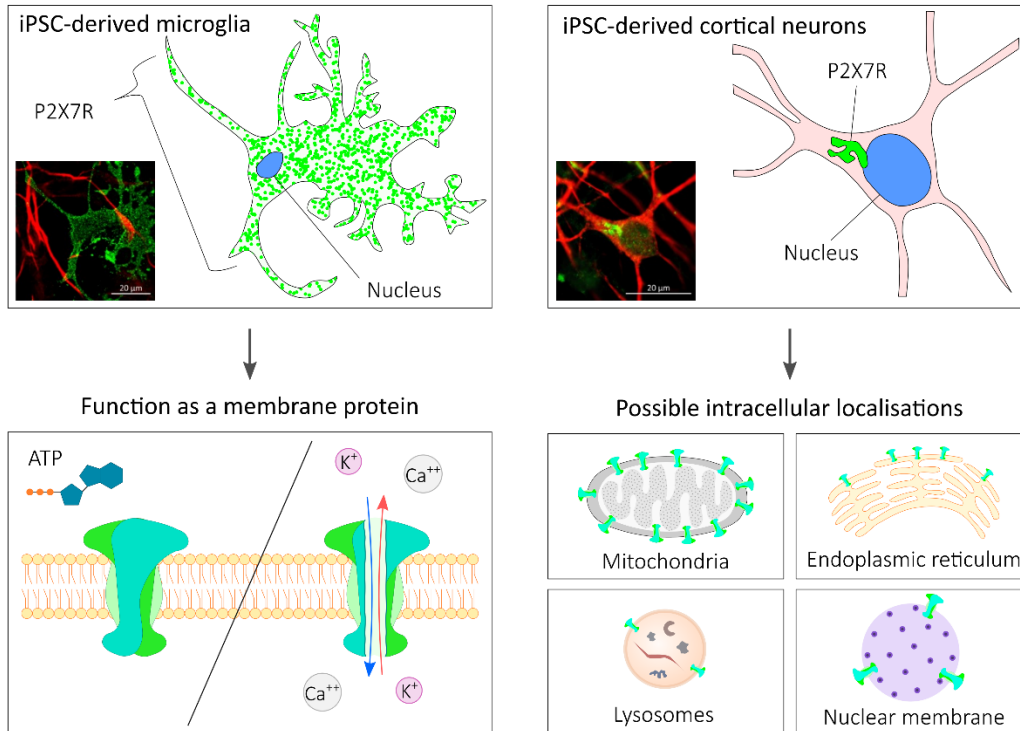 iPSC-derived microglia
P2X7R
20 µm
Nucleus
iPSC-derived cortical neurons
P2X7R
20 µm
Nucleus
Function as a membrane protein
ATP
K⁺
Ca⁺⁺
Ca⁺⁺
K⁺
Possible intracellular localisations
Mitochondria
Endoplasmic reticulum
Lysosomes
Nuclear membrane